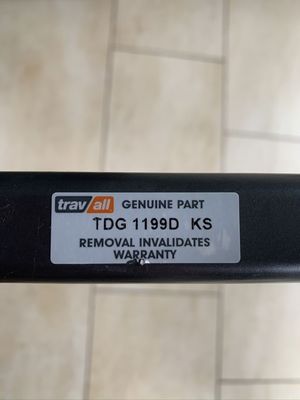 trav/all GENUINE PART
TDG 1199D KS
REMOVAL INVALIDATES
WARRANTY